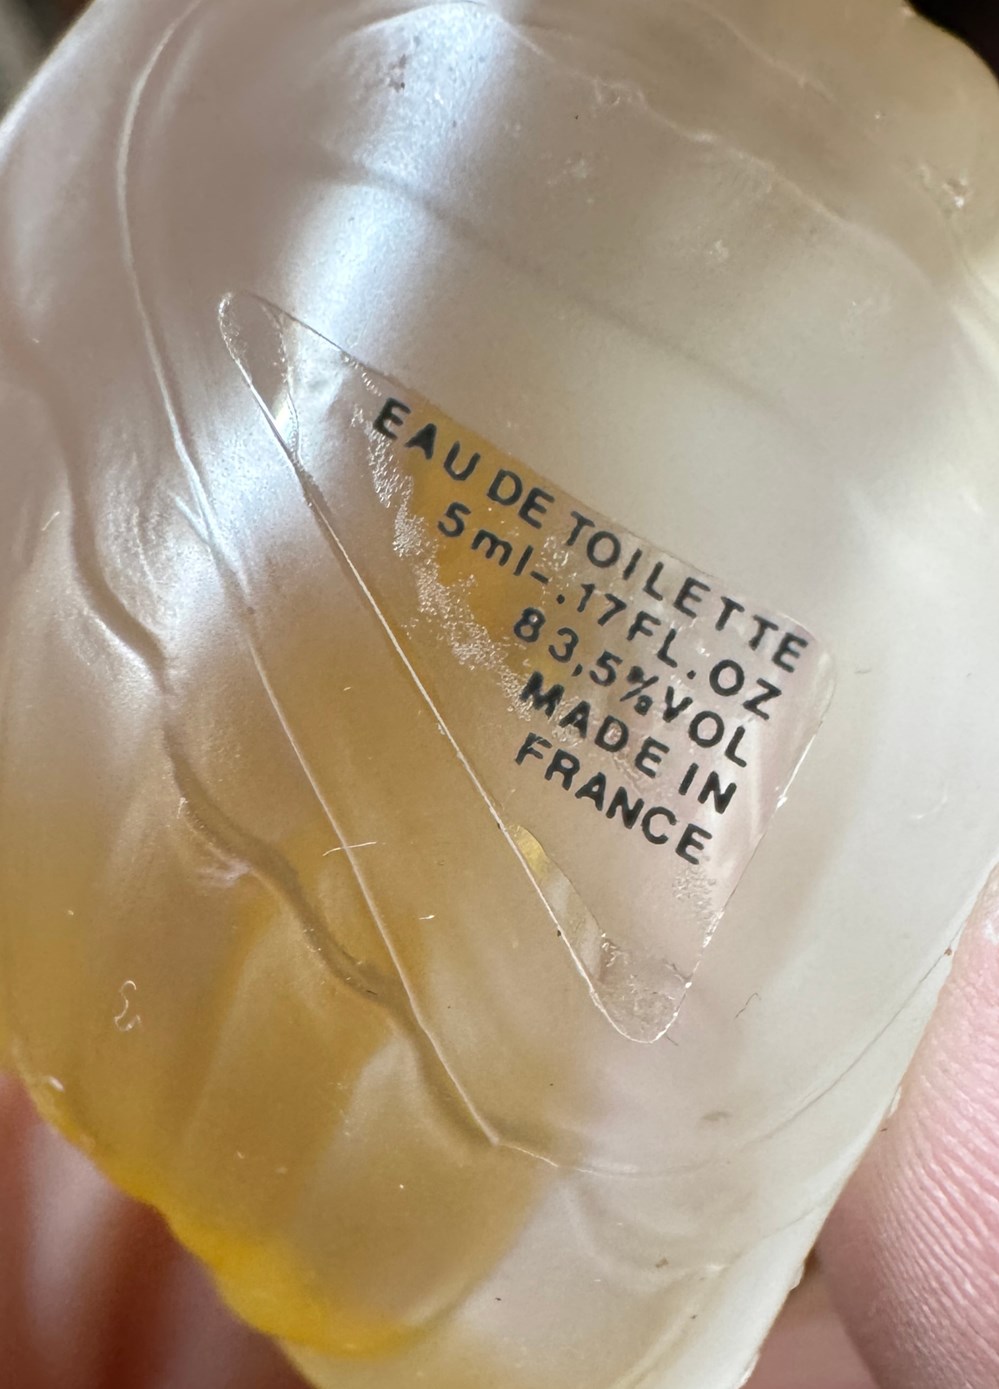 EAU DE TOILETTE
5ml-.17FL.OZ
83,5%VOL
MADE IN
FRANCE